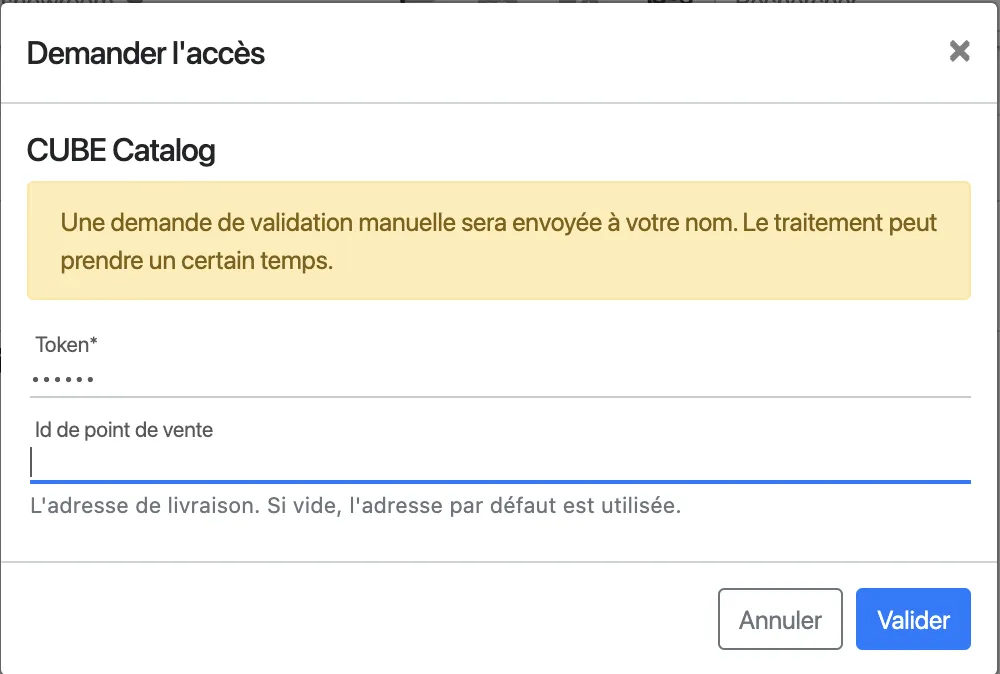 Demander l'accès
×
CUBE Catalog
Une demande de validation manuelle sera envoyée à votre nom. Le traitement peut
prendre un certain temps.
Token*
••••••
Id de point de vente
L'adresse de livraison. Si vide, l'adresse par défaut est utilisée.
Annuler Valider